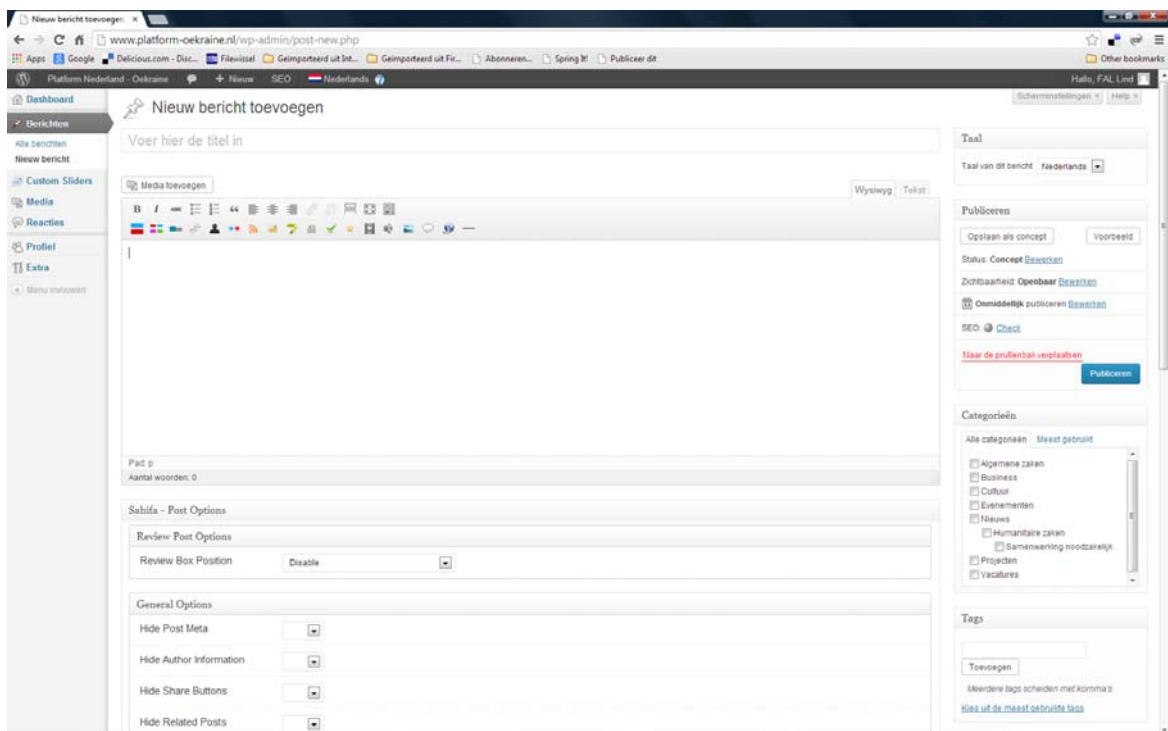 Nieuw bericht toevoegen
www.platform-oekraine.nl/wp-admin/post-new.php
Apps Google Delicious.com - Disc... Filewissel Geïmporteerd uit Int... Geïmporteerd uit Fir... Abonneren... Spring It! Publiceer dit Other bookmarks
Platform Nederland - Oekraine + Nieuw SEO Nederlands Hallo, FAL Lind
Scherminstellingen Help
Dashboard
Berichten
Alle berichten
Nieuw bericht
Custom Sliders
Media
Reacties
Profiel
Extra
Menu invouwen
Nieuw bericht toevoegen
Voer hier de titel in
Media toevoegen
Wysiwyg Tekst
B I
Pad: p
Aantal woorden: 0
Sahifa - Post Options
Review Post Options
Review Box Position Disable
General Options
Hide Post Meta
Hide Author Information
Hide Share Buttons
Hide Related Posts
Taal
Taal van dit bericht Nederlands
Publiceren
Opslaan als concept Voorbeeld
Status: Concept Bewerken
Zichtbaarheid: Openbaar Bewerken
Onmiddellijk publiceren Bewerken
SEO: Check
Naar de prullenbak verplaatsen
Publiceren
Categorieën
Alle categorieën Meest gebruikt
Algemene zaken
Business
Cultuur
Evenementen
Nieuws
Humanitaire zaken
Samenwerking noodzakelijk
Projecten
Vacatures
Tags
Toevoegen
Meerdere tags scheiden met komma's
Kies uit de meest gebruikte tags